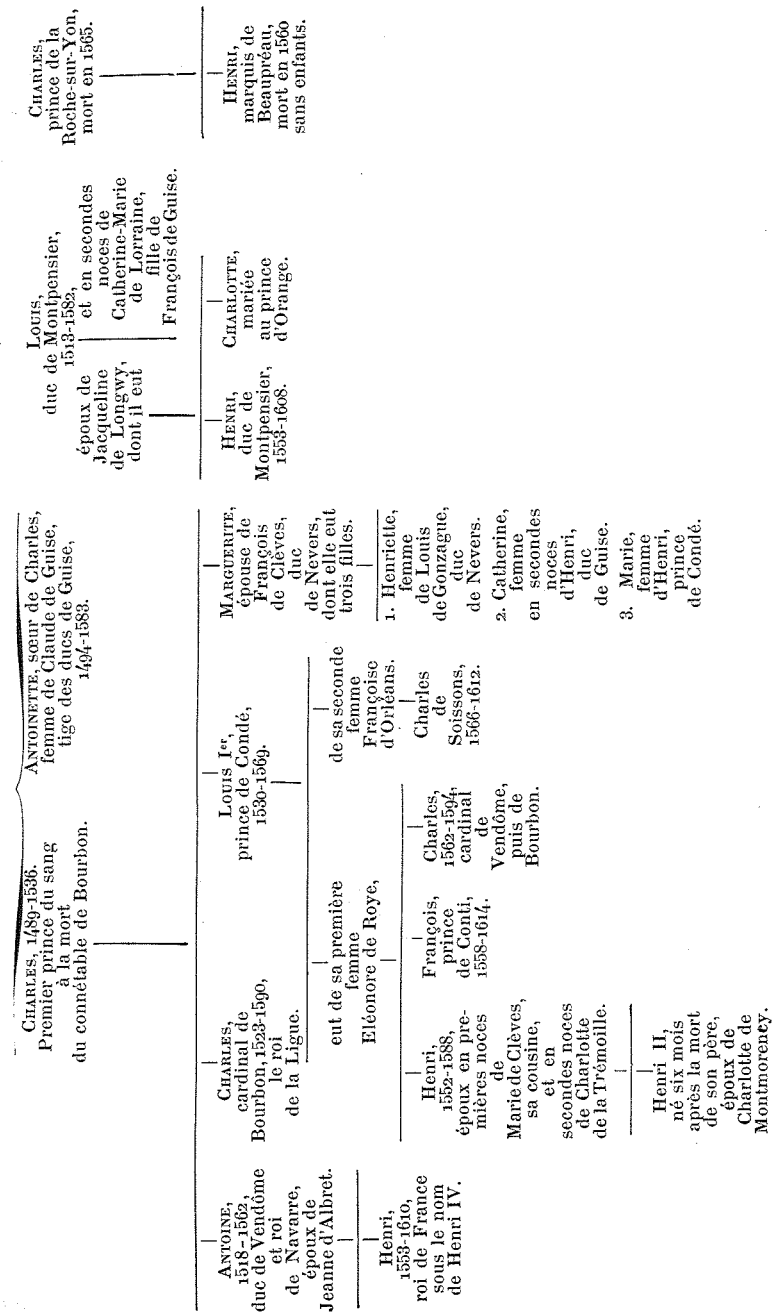 CHARLES, 1489-1536.
Premier prince du sang
à la mort
du connétable de Bourbon.
ANTOINETTE, sœur de Charles,
femme de Claude de Guise,
tige des ducs de Guise,
1494-1583.
LOUIS,
duc de Montpensier,
1513-1582,
époux de
Jacqueline
de Longwy,
dont il eut
et en secondes
noces de
Catherine-Marie
de Lorraine,
fille de
François de Guise.
CHARLES,
prince de la
Roche-sur-Yon,
mort en 1565.
ANTOINE,
1518-1562,
duc de Vendôme
et roi
de Navarre,
époux de
Jeanne d'Albret.
CHARLES,
cardinal de
Bourbon, 1523-1590,
le roi
de la Ligue.
LOUIS Ier,
prince de Condé,
1530-1569.
MARGUERITE,
épouse de
François
de Clèves,
duc
de Nevers,
dont elle eut
trois filles.
HENRI,
duc de
Montpensier,
1553-1608.
CHARLOTTE,
mariée
au prince
d'Orange.
HENRI,
marquis de
Beaupréau,
mort en 1560
sans enfants.
eut de sa première
femme
Eléonore de Roye,
de sa seconde
femme
Françoise
d'Orléans.
Henri,
1553-1610,
roi de France
sous le nom
de Henri IV.
Henri,
1552-1588,
époux en pre-
mières noces
de
Marie de Clèves,
sa cousine,
et en
secondes noces
de Charlotte
de la Trémoille.
François,
prince
de Conti,
1558-1614.
Charles,
1562-1594,
cardinal
de
Vendôme,
puis de
Bourbon.
Charles
de
Soissons,
1566-1612.
1. Henriette,
femme
de Louis
de Gonzague,
duc
de Nevers.
2. Catherine,
femme
en secondes
noces
d'Henri,
duc
de Guise.
3. Marie,
femme
d'Henri,
prince
de Condé.
Henri II,
né six mois
après la mort
de son père,
époux de
Charlotte de
Montmorency.